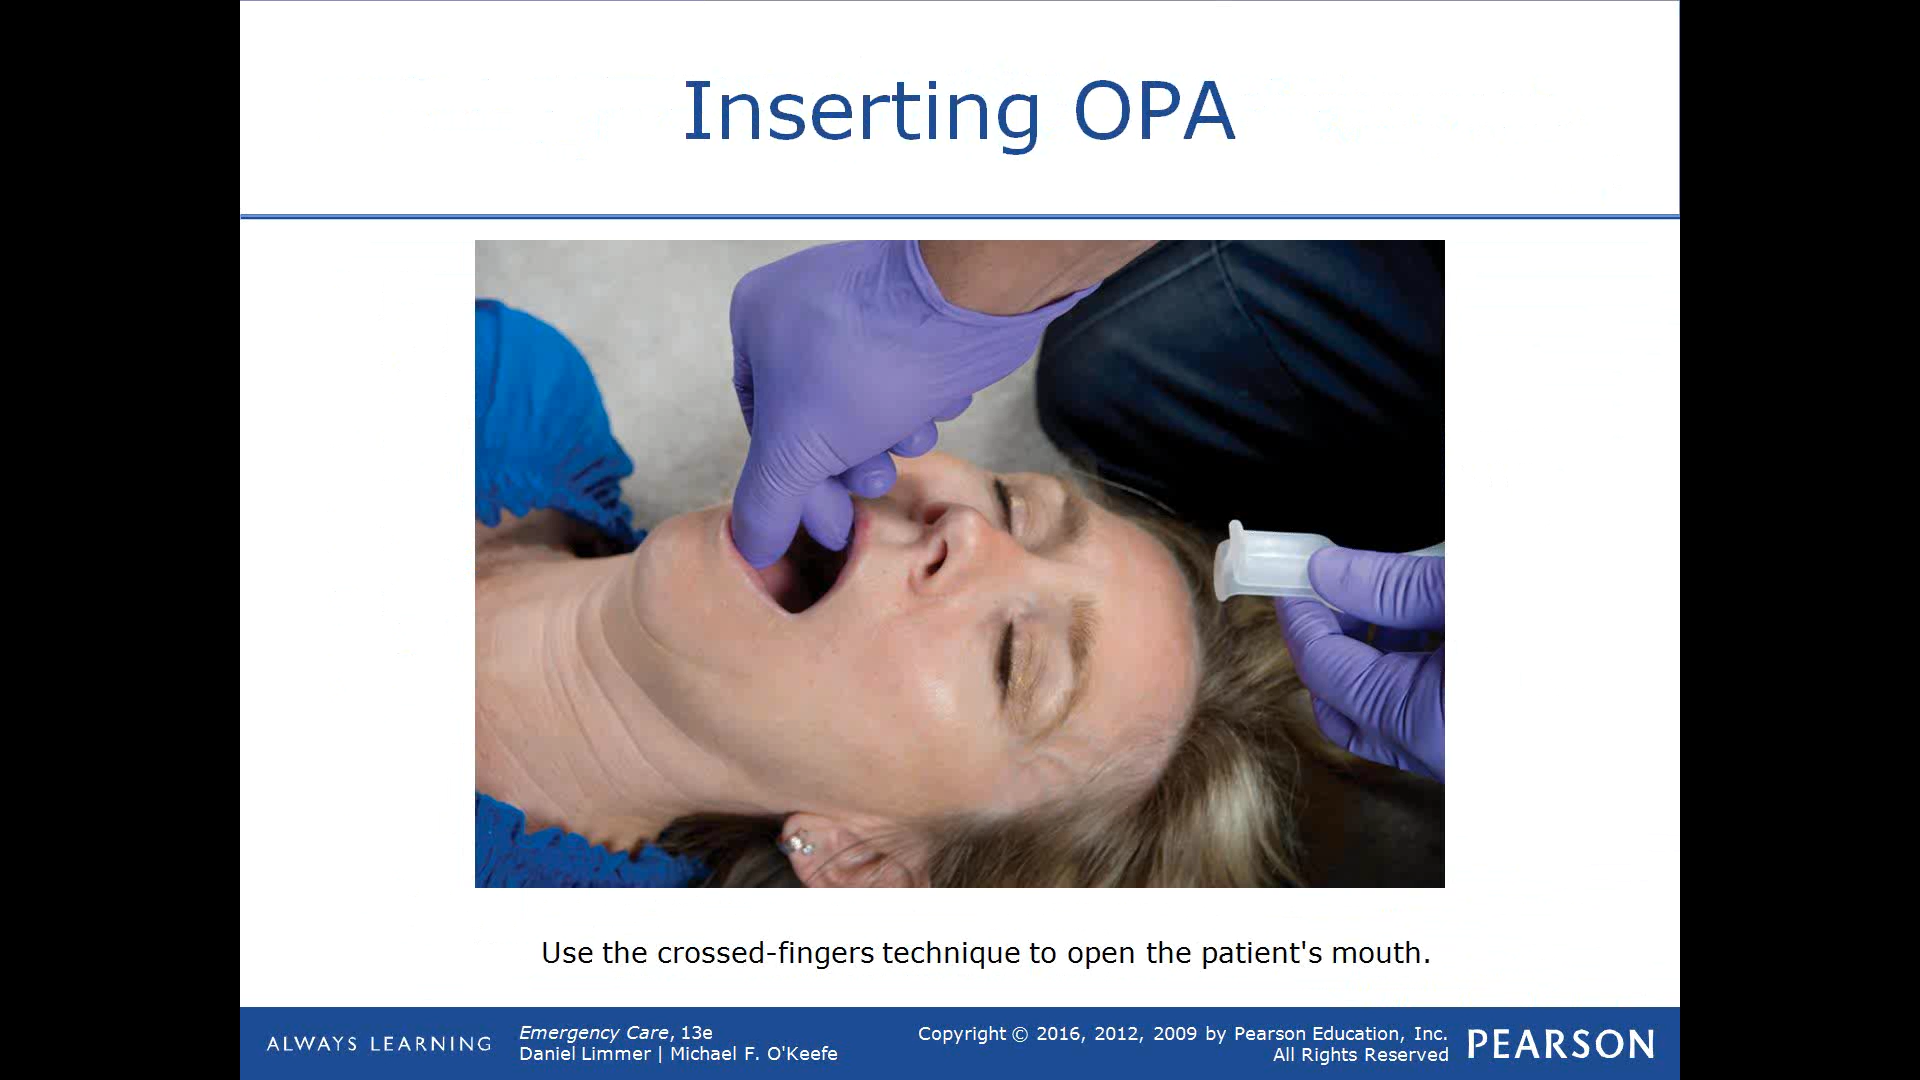 Inserting OPA
Use the crossed-fingers technique to open the patient's mouth.
ALWAYS LEARNING
Emergency Care, 13e
Daniel Limmer | Michael F. O'Keefe
Copyright © 2016, 2012, 2009 by Pearson Education, Inc.
All Rights Reserved
PEARSON